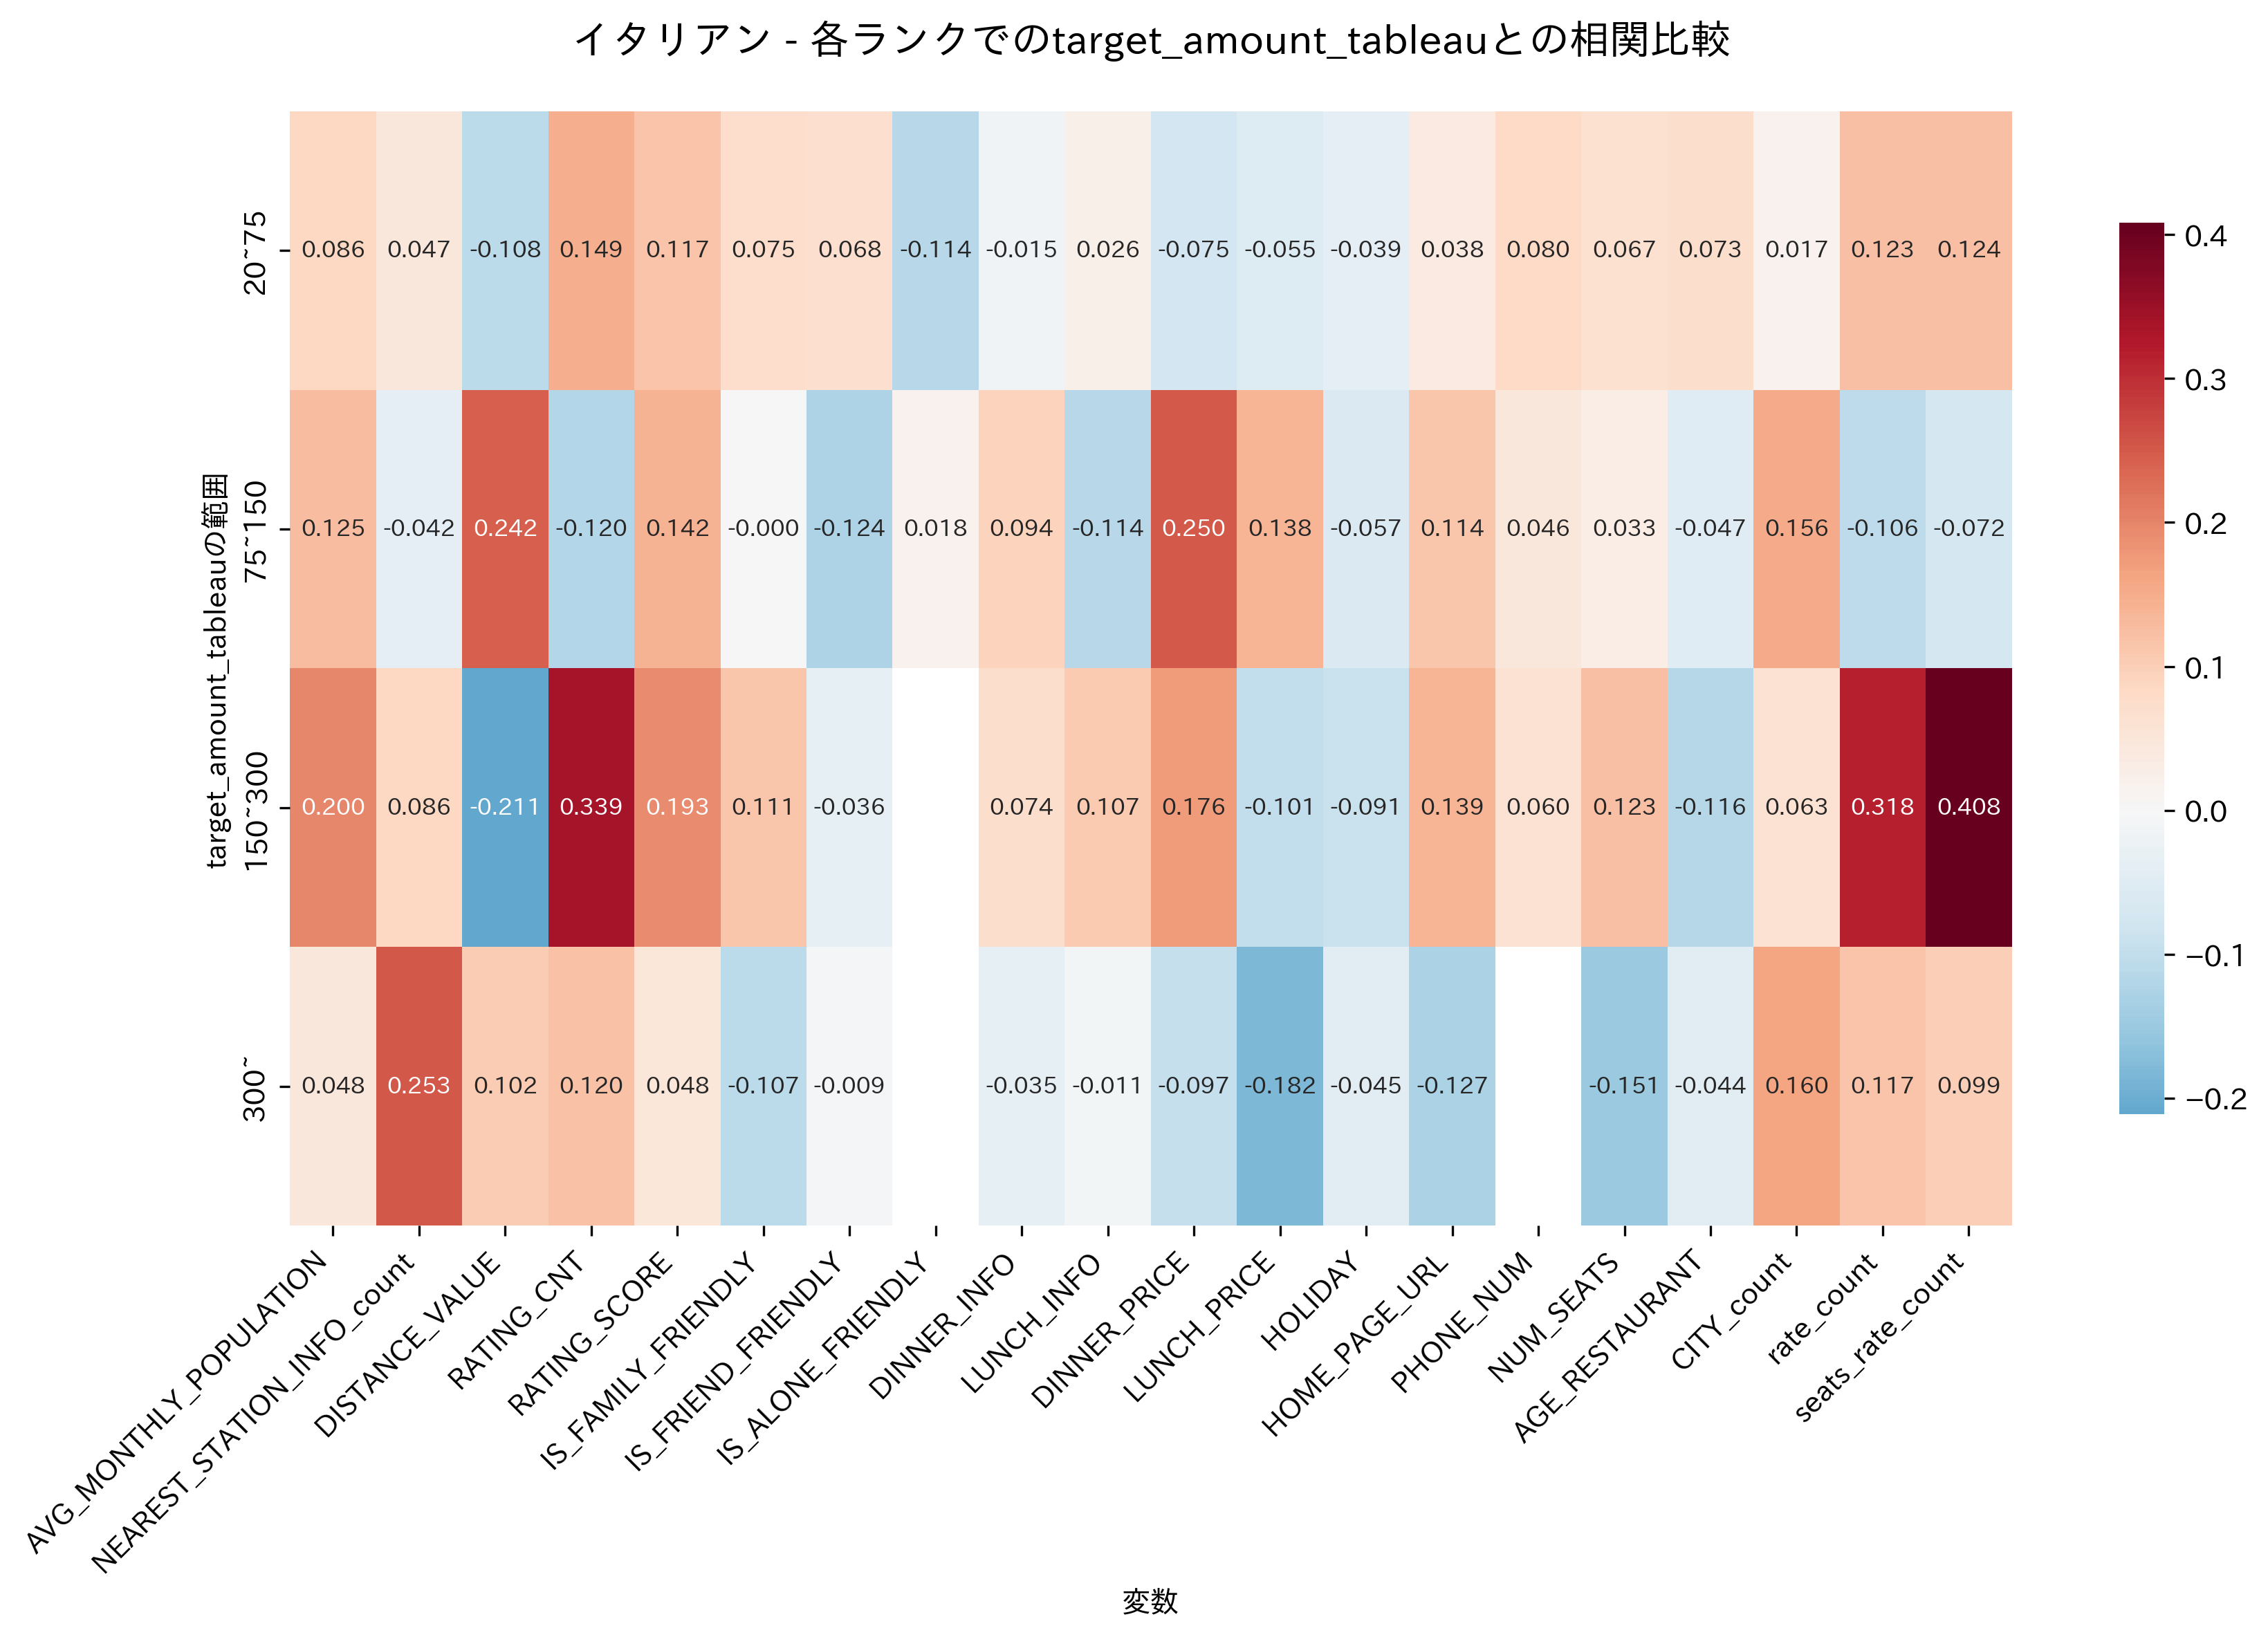 イタリアン - 各ランクでのtarget_amount_tableauとの相関比較
target_amount_tableauの範囲
20~75
0.086 0.047 -0.108 0.149 0.117 0.075 0.068 -0.114 -0.015 0.026 -0.075 -0.055 -0.039 0.038 0.080 0.067 0.073 0.017 0.123 0.124
75~150
0.125 -0.042 0.242 -0.120 0.142 -0.000 -0.124 0.018 0.094 -0.114 0.250 0.138 -0.057 0.114 0.046 0.033 -0.047 0.156 -0.106 -0.072
150~300
0.200 0.086 -0.211 0.339 0.193 0.111 -0.036 0.074 0.107 0.176 -0.101 -0.091 0.139 0.060 0.123 -0.116 0.063 0.318 0.408
300~
0.048 0.253 0.102 0.120 0.048 -0.107 -0.009 -0.035 -0.011 -0.097 -0.182 -0.045 -0.127 -0.151 -0.044 0.160 0.117 0.099
AVG_MONTHLY_POPULATION
NEAREST_STATION_INFO_count
DISTANCE_VALUE
RATING_CNT
RATING_SCORE
IS_FAMILY_FRIENDLY
IS_FRIEND_FRIENDLY
IS_ALONE_FRIENDLY
DINNER_INFO
LUNCH_INFO
DINNER_PRICE
LUNCH_PRICE
HOLIDAY
HOME_PAGE_URL
PHONE_NUM
NUM_SEATS
AGE_RESTAURANT
CITY_count
rate_count
seats_rate_count
変数
0.4
0.3
0.2
0.1
0.0
−0.1
−0.2